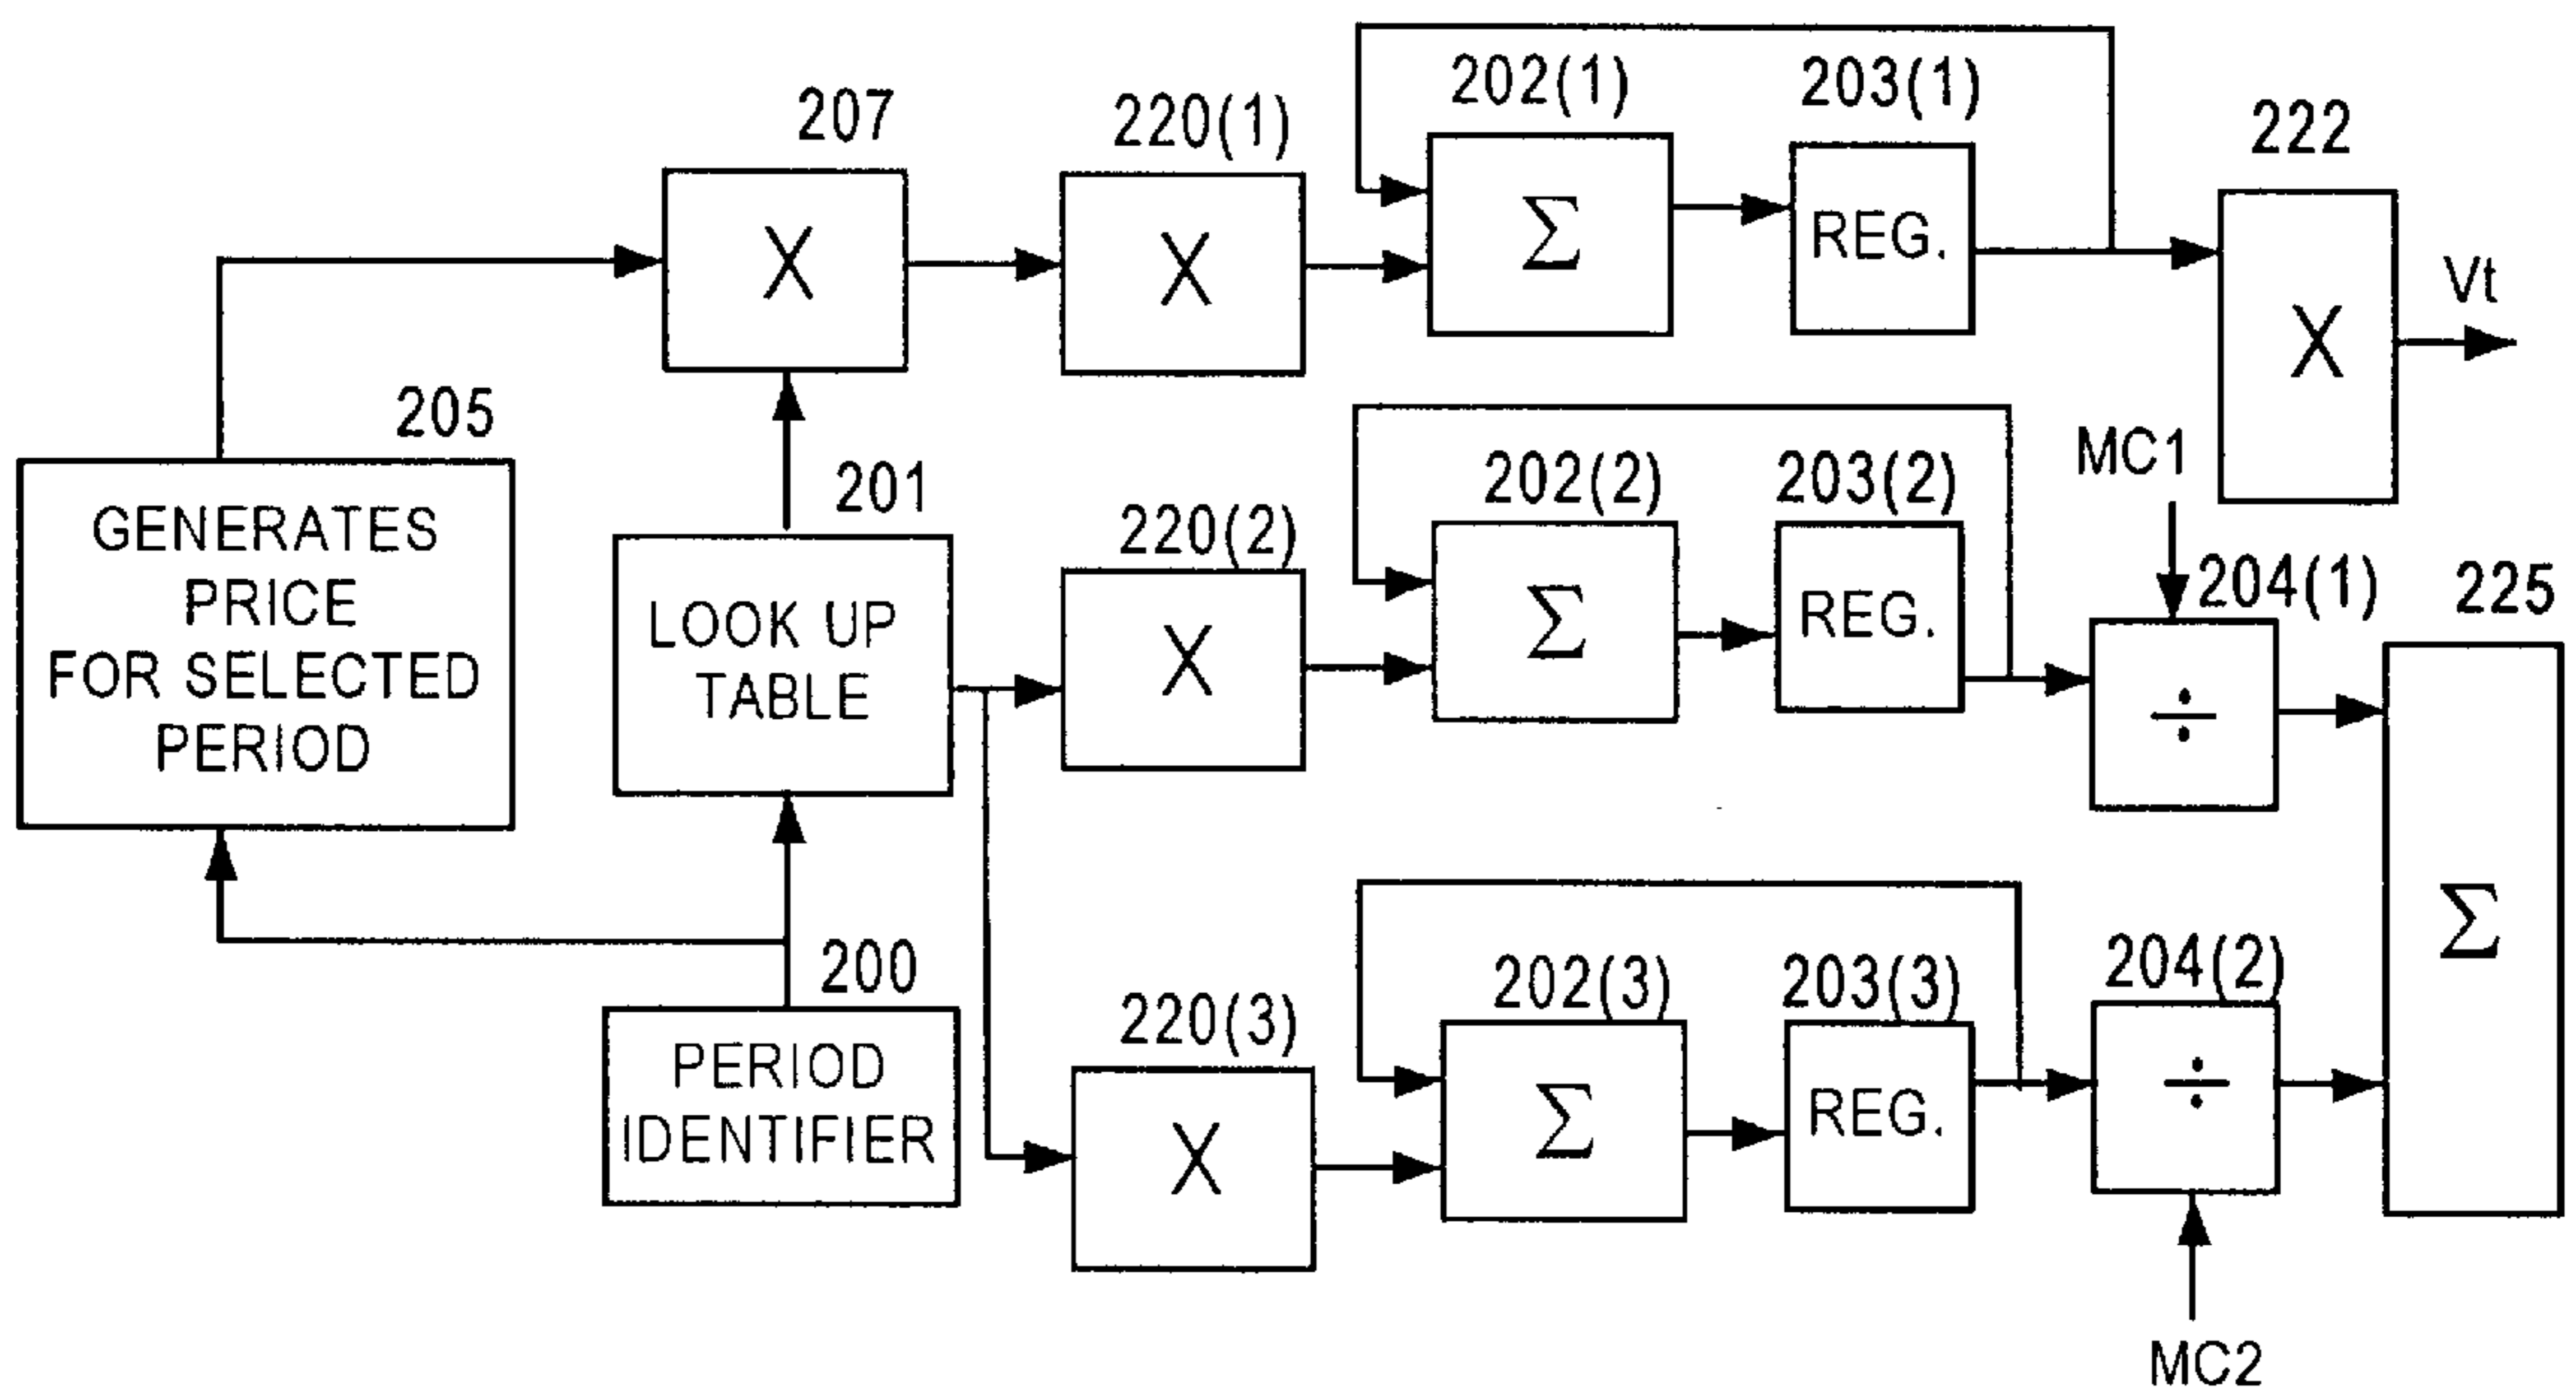 207
220(1)
202(1)
203(1)
222
X
X
Σ
REG.
X
Vt
205
GENERATES
PRICE
FOR SELECTED
PERIOD
201
LOOK UP
TABLE
220(2)
X
202(2)
Σ
203(2)
REG.
MC1
204(1)
÷
225
Σ
200
PERIOD
IDENTIFIER
220(3)
X
202(3)
Σ
203(3)
REG.
204(2)
÷
MC2